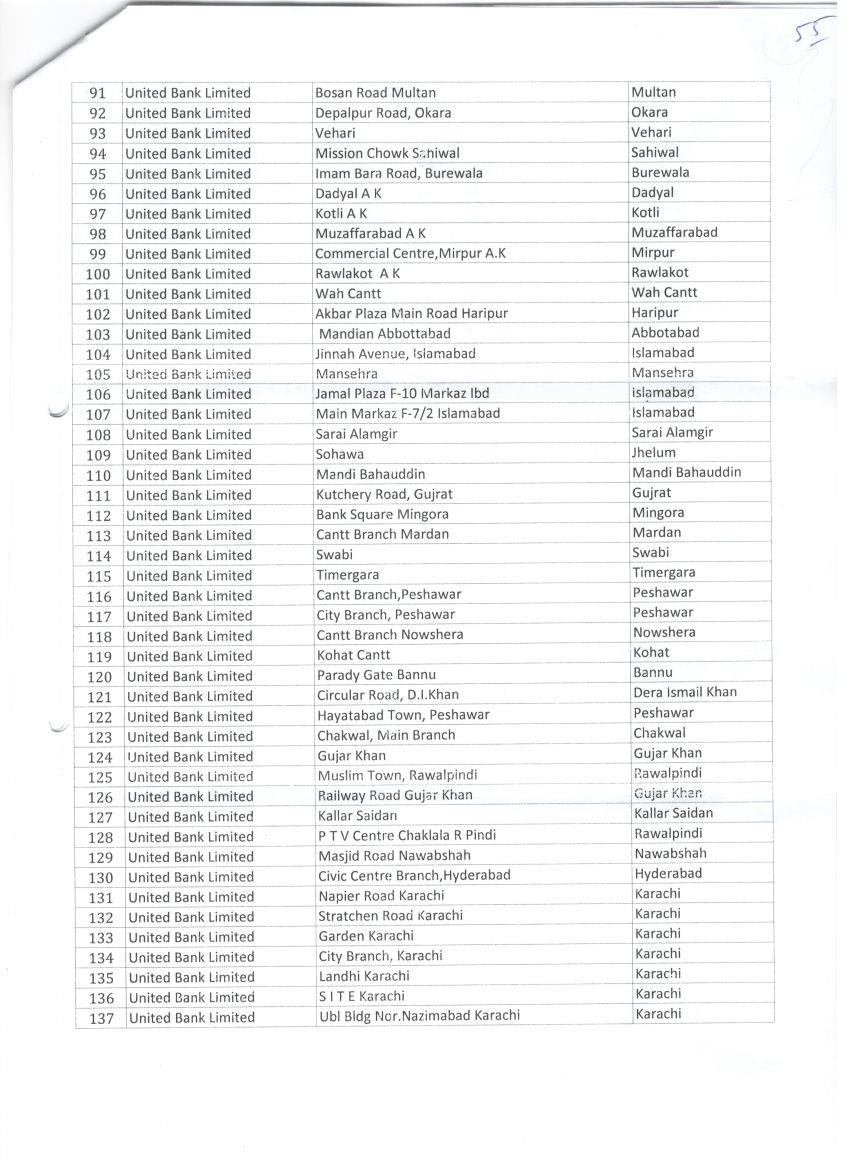 55
91 United Bank Limited Bosan Road Multan Multan
92 United Bank Limited Depalpur Road, Okara Okara
93 United Bank Limited Vehari Vehari
94 United Bank Limited Mission Chowk Sahiwal Sahiwal
95 United Bank Limited Imam Bara Road, Burewala Burewala
96 United Bank Limited Dadyal A K Dadyal
97 United Bank Limited Kotli A K Kotli
98 United Bank Limited Muzaffarabad A K Muzaffarabad
99 United Bank Limited Commercial Centre,Mirpur A.K Mirpur
100 United Bank Limited Rawlakot A K Rawlakot
101 United Bank Limited Wah Cantt Wah Cantt
102 United Bank Limited Akbar Plaza Main Road Haripur Haripur
103 United Bank Limited Mandian Abbottabad Abbotabad
104 United Bank Limited Jinnah Avenue, Islamabad Islamabad
105 United Bank Limited Mansehra Mansehra
106 United Bank Limited Jamal Plaza F-10 Markaz Ibd islamabad
107 United Bank Limited Main Markaz F-7/2 Islamabad Islamabad
108 United Bank Limited Sarai Alamgir Sarai Alamgir
109 United Bank Limited Sohawa Jhelum
110 United Bank Limited Mandi Bahauddin Mandi Bahauddin
111 United Bank Limited Kutchery Road, Gujrat Gujrat
112 United Bank Limited Bank Square Mingora Mingora
113 United Bank Limited Cantt Branch Mardan Mardan
114 United Bank Limited Swabi Swabi
115 United Bank Limited Timergara Timergara
116 United Bank Limited Cantt Branch,Peshawar Peshawar
117 United Bank Limited City Branch, Peshawar Peshawar
118 United Bank Limited Cantt Branch Nowshera Nowshera
119 United Bank Limited Kohat Cantt Kohat
120 United Bank Limited Parady Gate Bannu Bannu
121 United Bank Limited Circular Road, D.I.Khan Dera Ismail Khan
122 United Bank Limited Hayatabad Town, Peshawar Peshawar
123 United Bank Limited Chakwal, Main Branch Chakwal
124 United Bank Limited Gujar Khan Gujar Khan
125 United Bank Limited Muslim Town, Rawalpindi Rawalpindi
126 United Bank Limited Railway Road Gujar Khan Gujar Khan
127 United Bank Limited Kallar Saidan Kallar Saidan
128 United Bank Limited P T V Centre Chaklala R Pindi Rawalpindi
129 United Bank Limited Masjid Road Nawabshah Nawabshah
130 United Bank Limited Civic Centre Branch,Hyderabad Hyderabad
131 United Bank Limited Napier Road Karachi Karachi
132 United Bank Limited Stratchen Road Karachi Karachi
133 United Bank Limited Garden Karachi Karachi
134 United Bank Limited City Branch, Karachi Karachi
135 United Bank Limited Landhi Karachi Karachi
136 United Bank Limited S I T E Karachi Karachi
137 United Bank Limited Ubl Bldg Nor.Nazimabad Karachi Karachi